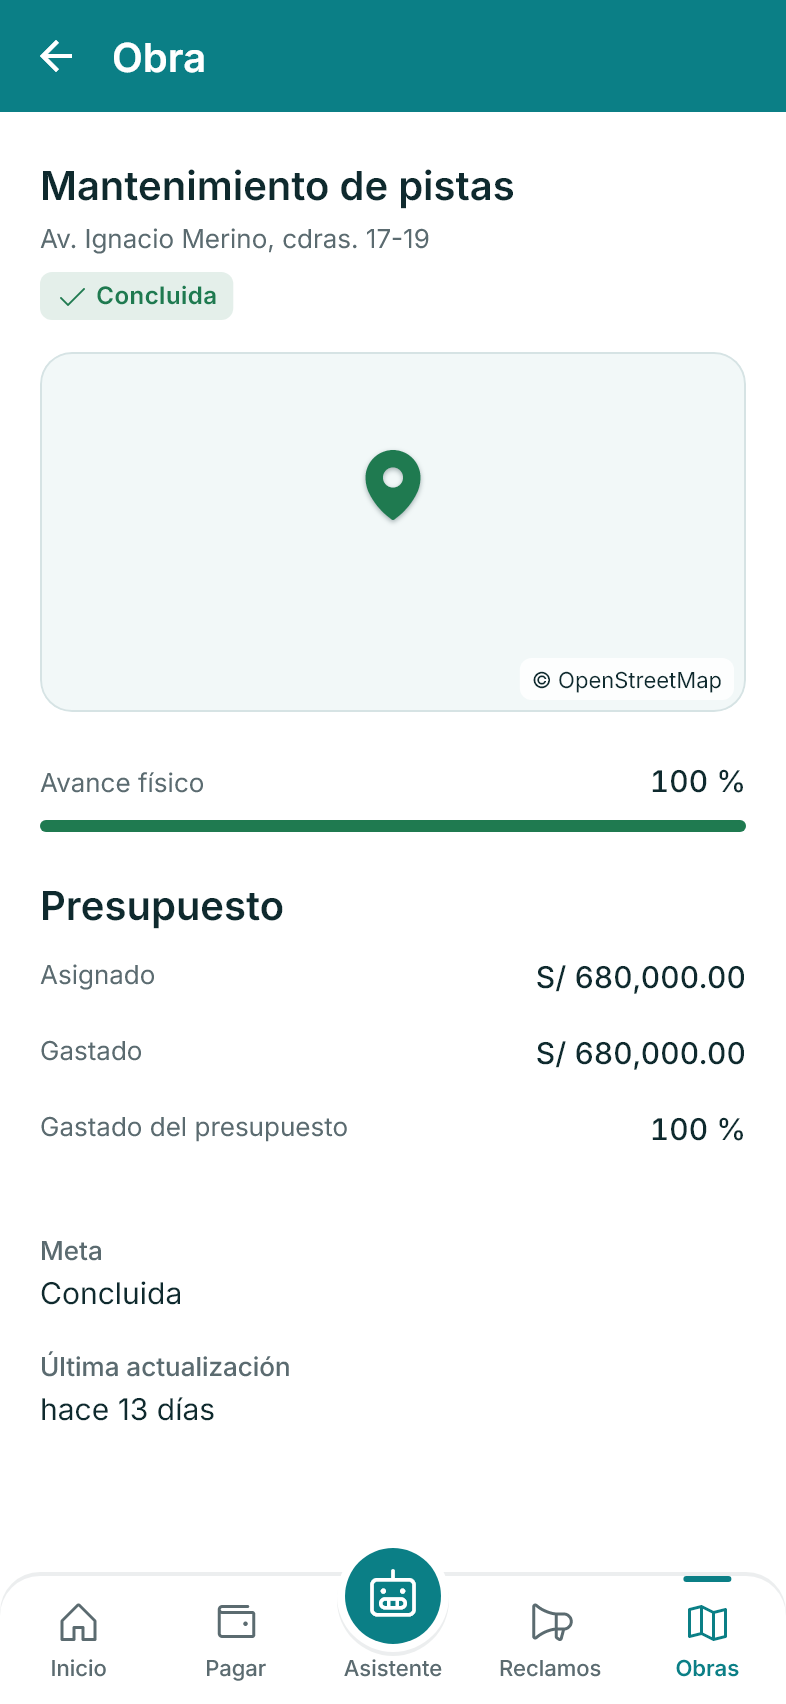 Obra
Mantenimiento de pistas
Av. Ignacio Merino, cdras. 17-19
Concluida
© OpenStreetMap
Avance físico 100 %
Presupuesto
Asignado S/ 680,000.00
Gastado S/ 680,000.00
Gastado del presupuesto 100 %
Meta
Concluida
Última actualización
hace 13 días
Inicio Pagar Asistente Reclamos Obras